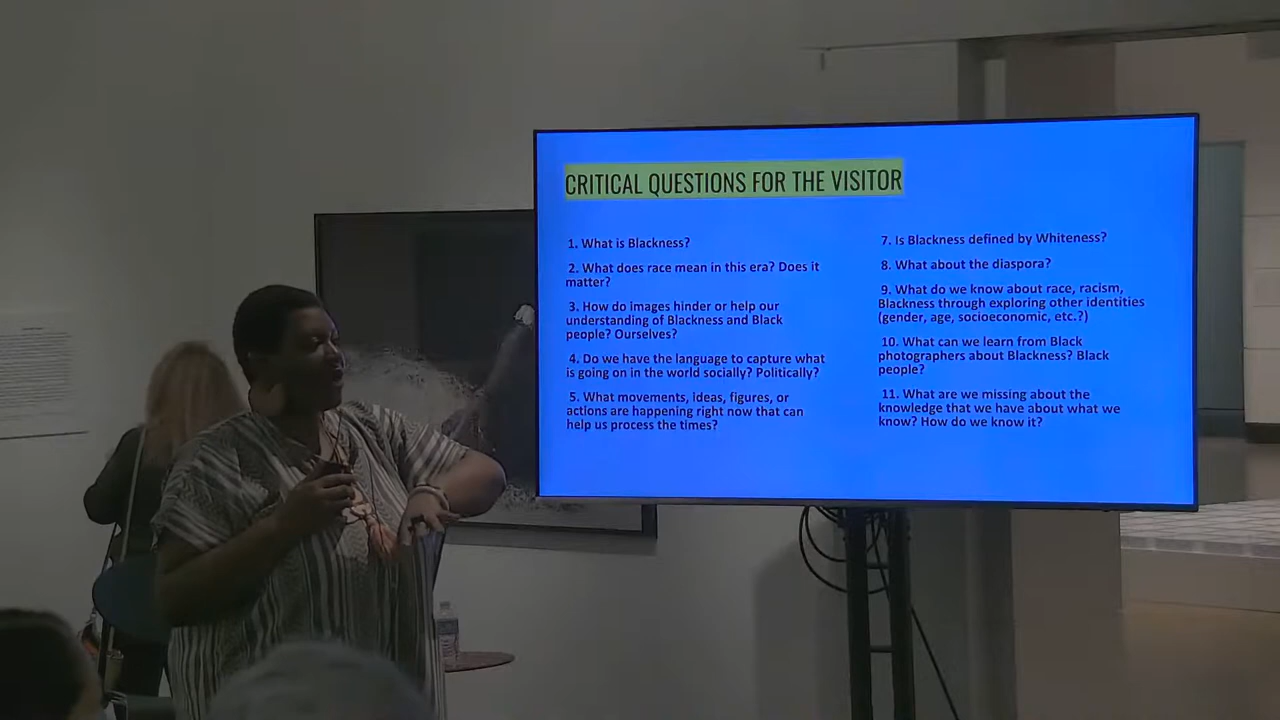 CRITICAL QUESTIONS FOR THE VISITOR
1. What is Blackness?
2. What does race mean in this era? Does it
matter?
3. How do images hinder or help our
understanding of Blackness and Black
people? Ourselves?
4. Do we have the language to capture what
is going on in the world socially? Politically?
5. What movements, ideas, figures, or
actions are happening right now that can
help us process the times?
7. Is Blackness defined by Whiteness?
8. What about the diaspora?
9. What do we know about race, racism,
Blackness through exploring other identities
(gender, age, socioeconomic, etc.?)
10. What can we learn from Black
photographers about Blackness? Black
people?
11. What are we missing about the
knowledge that we have about what we
know? How do we know it?